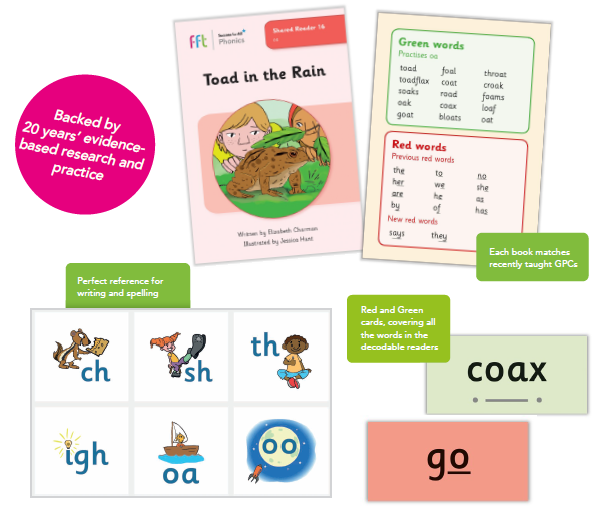 Backed by
20 years' evidence-
based research and
practice
fft
Success for All
Phonics
Shared Reader 16
oa
Toad in the Rain
Written by Elizabeth Charman
Illustrated by Jessica Hunt
Green words
Practises oa
toad foal throat
toadflax coat croak
soaks road foams
oak coax loaf
goat bloats oat
Red words
Previous red words
the to no
her we she
are he as
by of has
New red words
says they
Each book matches
recently taught GPCs
Perfect reference for
writing and spelling
ch
sh
th
igh
oa
oo
Red and Green
cards, covering all
the words in the
decodable readers
coax
go